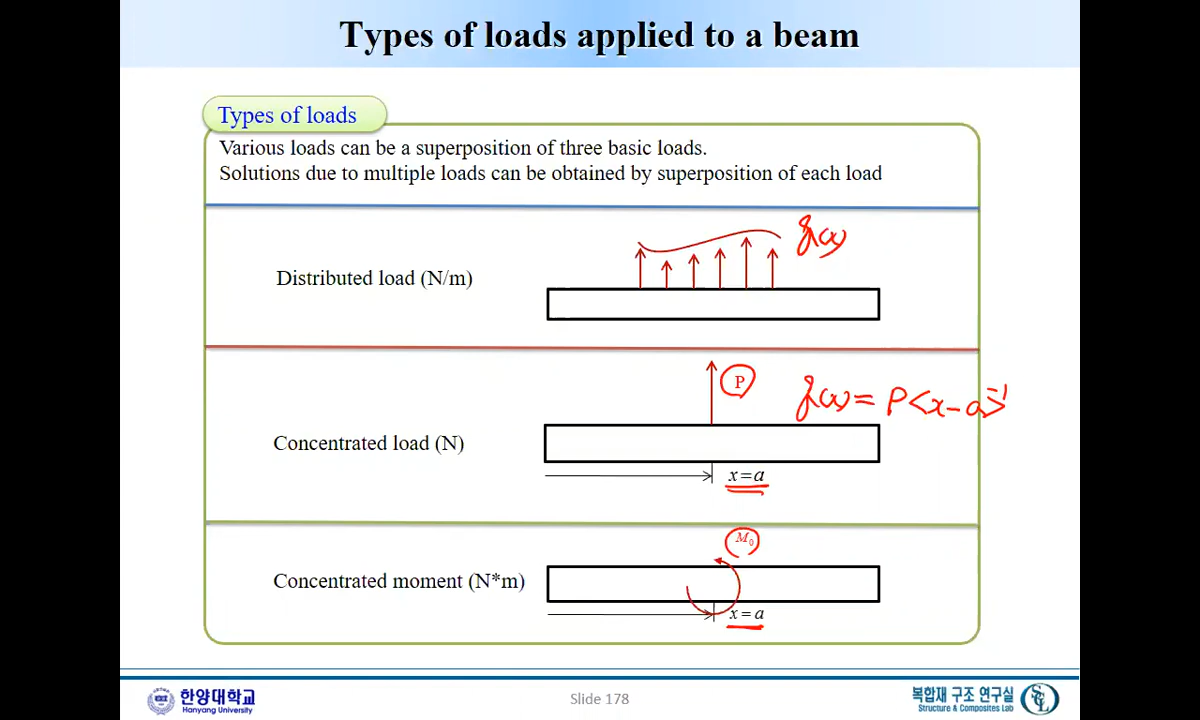 Types of loads applied to a beam
Types of loads
Various loads can be a superposition of three basic loads.
Solutions due to multiple loads can be obtained by superposition of each load
q(x)
Distributed load (N/m)
P
q(x) = P<x-a>⁻¹
Concentrated load (N)
x=a
M₀
Concentrated moment (N*m)
x=a
한양대학교
Hanyang University
Slide 178
복합재 구조 연구실
Structure & Composites Lab